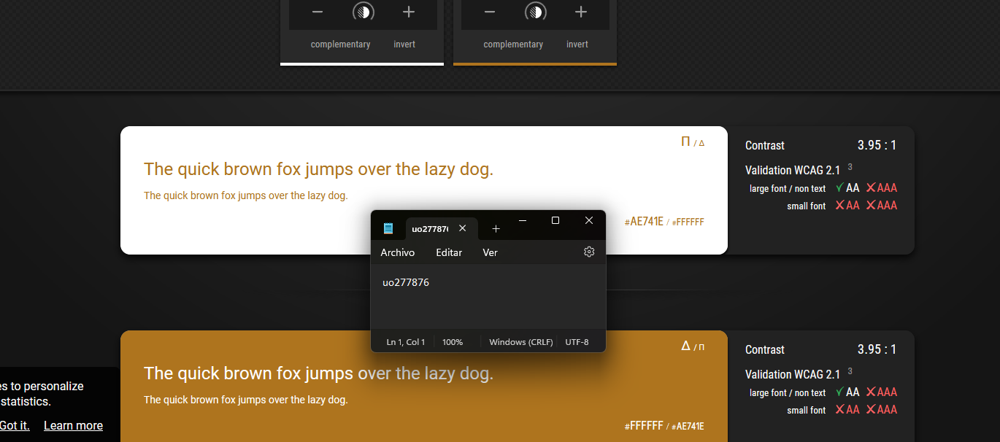 complementary invert
complementary invert
Π / Δ
The quick brown fox jumps over the lazy dog.
The quick brown fox jumps over the lazy dog.
#AE741E / #FFFFFF
Contrast 3.95 : 1
Validation WCAG 2.1 3
large font / non text ✓AA ✗AAA
small font ✗AA ✗AAA
uo27787
Archivo Editar Ver
uo277876
Ln 1, Col 1 100% Windows (CRLF) UTF-8
Δ / Π
The quick brown fox jumps over the lazy dog.
The quick brown fox jumps over the lazy dog.
#FFFFFF / #AE741E
Contrast 3.95 : 1
Validation WCAG 2.1 3
large font / non text ✓AA ✗AAA
small font ✗AA ✗AAA
es to personalize
statistics.
Got it. Learn more